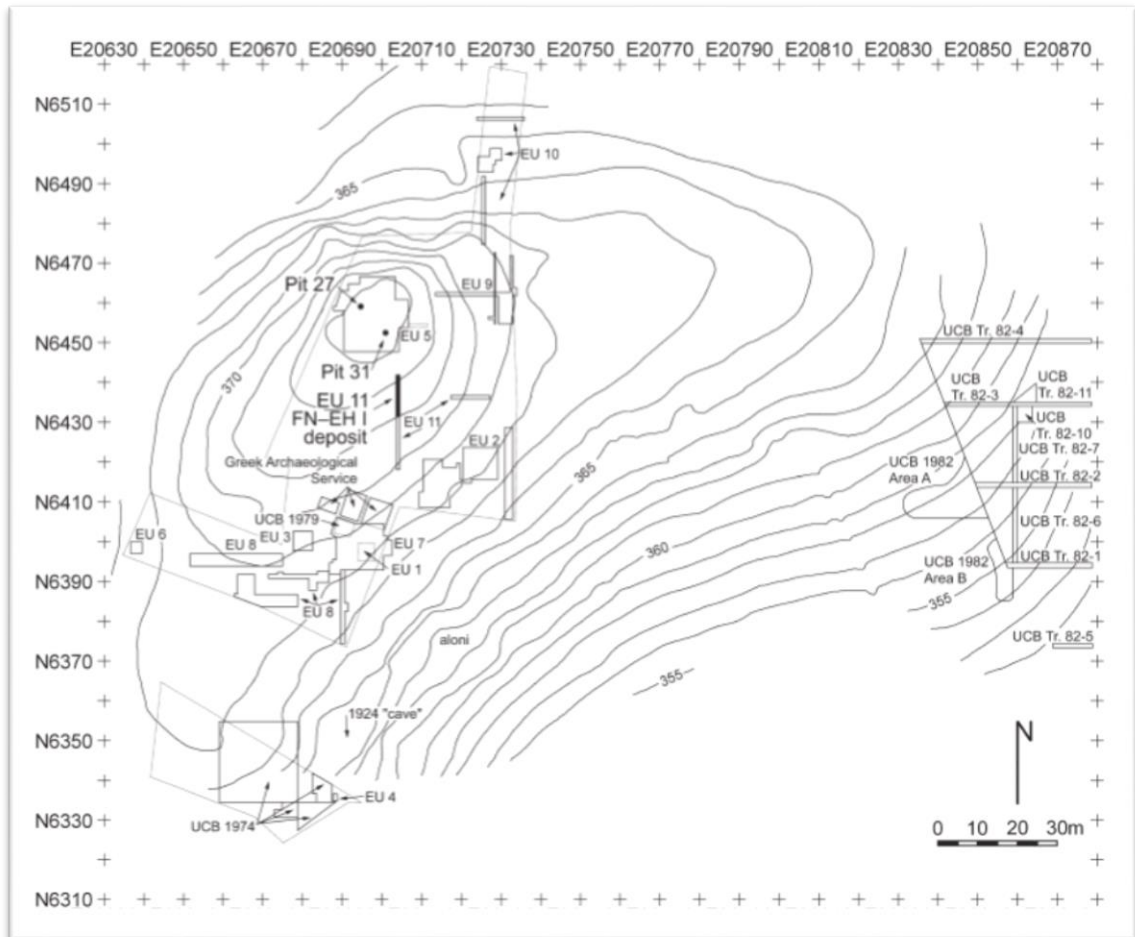 E20630 E20650 E20670 E20690 E20710 E20730 E20750 E20770 E20790 E20810 E20830 E20850 E20870
N6510
EU 10
N6490
365
N6470
Pit 27
EU 9
N6450
EU 5
UCB Tr. 82-4
Pit 31
370
EU 11
FN–EH I
deposit
EU 11
UCB
Tr. 82-3
UCB
Tr. 82-11
N6430
UCB
Tr. 82-10
EU 2
UCB
Tr. 82-7
Greek Archaeological
Service
365
UCB 1982
Area A
UCB
Tr. 82-2
N6410
UCB 1979
EU 6
EU 3
EU 8
EU 7
EU 1
360
UCB
Tr. 82-6
UCB 1982
Area B
UCB
Tr. 82-1
N6390
EU 8
355
aloni
UCB Tr. 82-5
N6370
355
1924 "cave"
N6350
N
EU 4
N6330
UCB 1974
0 10 20 30m
N6310